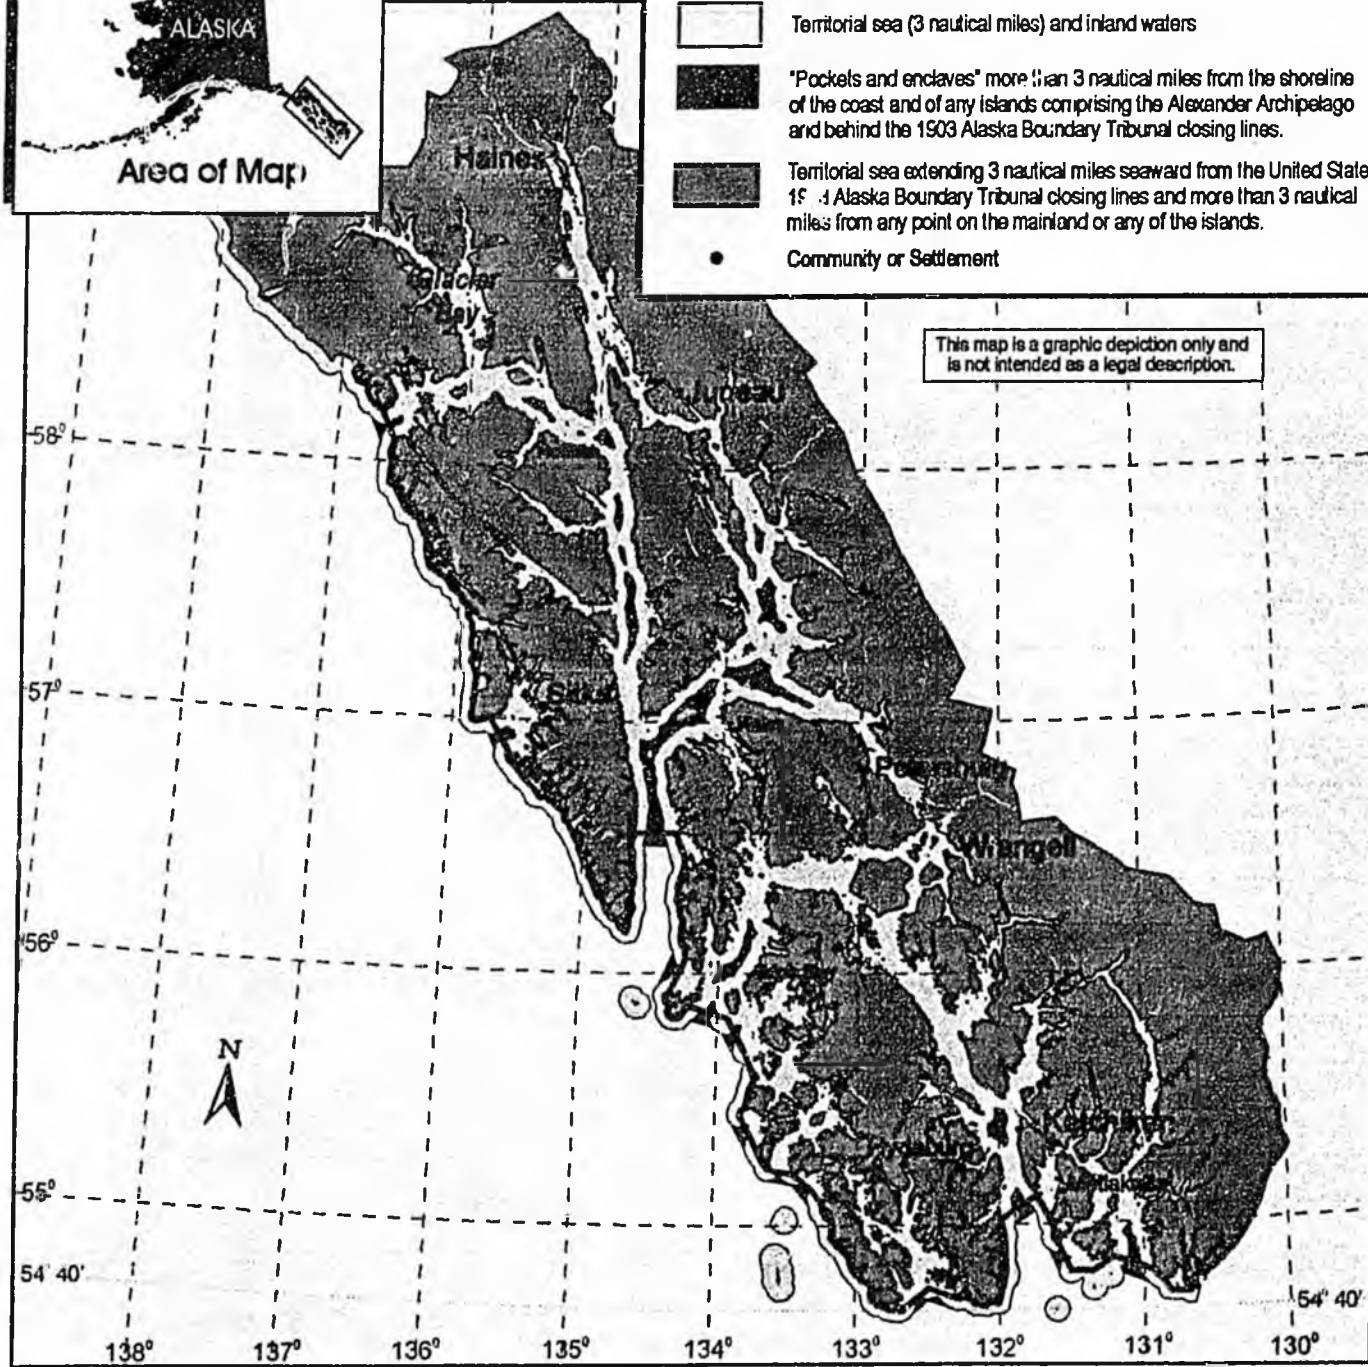 ALASKA
Area of Map
Territorial sea (3 nautical miles) and inland waters
"Pockets and enclaves" more than 3 nautical miles from the shoreline
of the coast and of any islands comprising the Alexander Archipelago
and behind the 1903 Alaska Boundary Tribunal closing lines.
Territorial sea extending 3 nautical miles seaward from the United State
Alaska Boundary Tribunal closing lines and more than 3 nautical
miles from any point on the mainland or any of the islands.
Community or Settlement
This map is a graphic depiction only and
is not intended as a legal description.
Haines
Glacier
Bay
Juneau
58°
57°
Sitka
Petersburg
Wrangell
56°
N
Ketchikan
Metlakatla
55°
54° 40'
54° 40'
138°
137°
136°
135°
134°
133°
132°
131°
130°